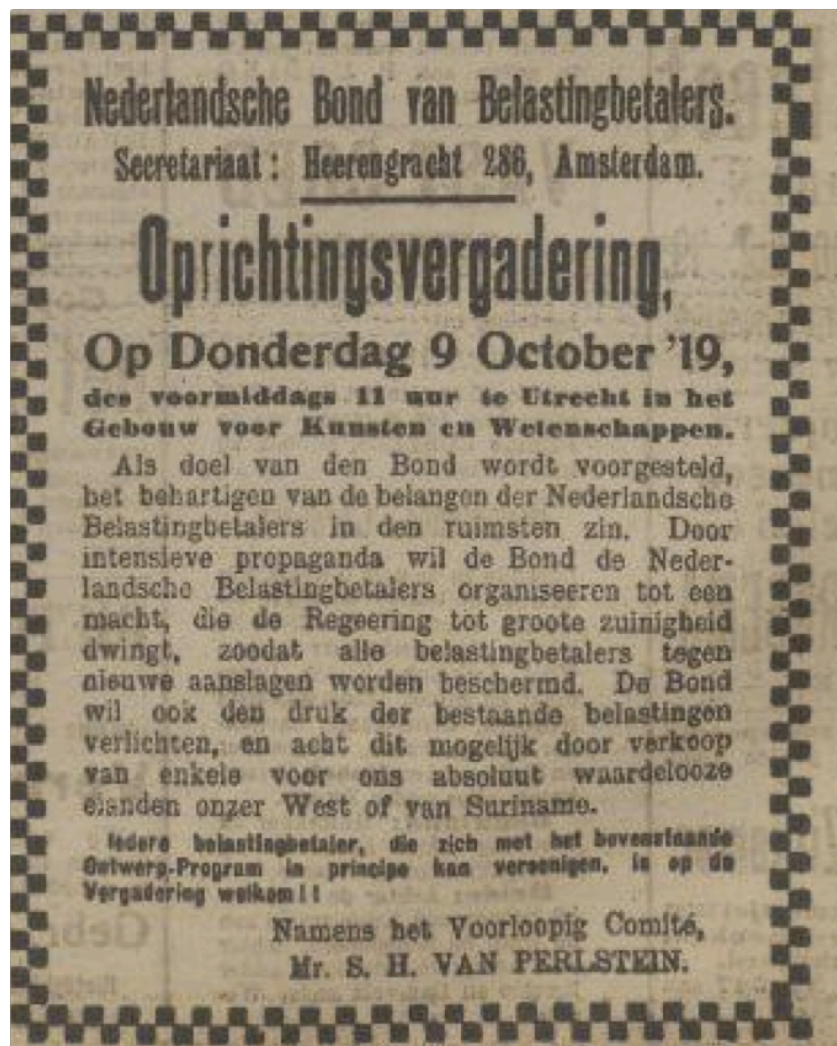 Nederlandsche Bond van Belastingbetalers.
Secretariaat: Heerengracht 286, Amsterdam.
Oprichtingsvergadering,
Op Donderdag 9 October '19,
des voormiddags 11 uur te Utrecht in het
Gebouw voor Kunsten en Wetenschappen.
Als doel van den Bond wordt voorgesteld,
het behartigen van de belangen der Nederlandsche
Belastingbetalers in den ruimsten zin. Door
intensieve propaganda wil de Bond de Neder-
landsche Belastingbetalers organiseeren tot een
macht, die de Regeering tot groote zuinigheid
dwingt, zoodat alle belastingbetalers tegen
nieuwe aanslagen worden beschermd. De Bond
wil ook den druk der bestaande belastingen
verlichten, en acht dit mogelijk door verkoop
van enkele voor ons absoluut waardelooze
eilanden onzer West of van Suriname.
Iedere belastingbetaler, die zich met het bovenstaande
Ontwerp-Program in principe kan vereenigen, is op de
Vergadering welkom!!
Namens het Voorloopig Comité,
Mr. S. H. VAN PERLSTEIN.